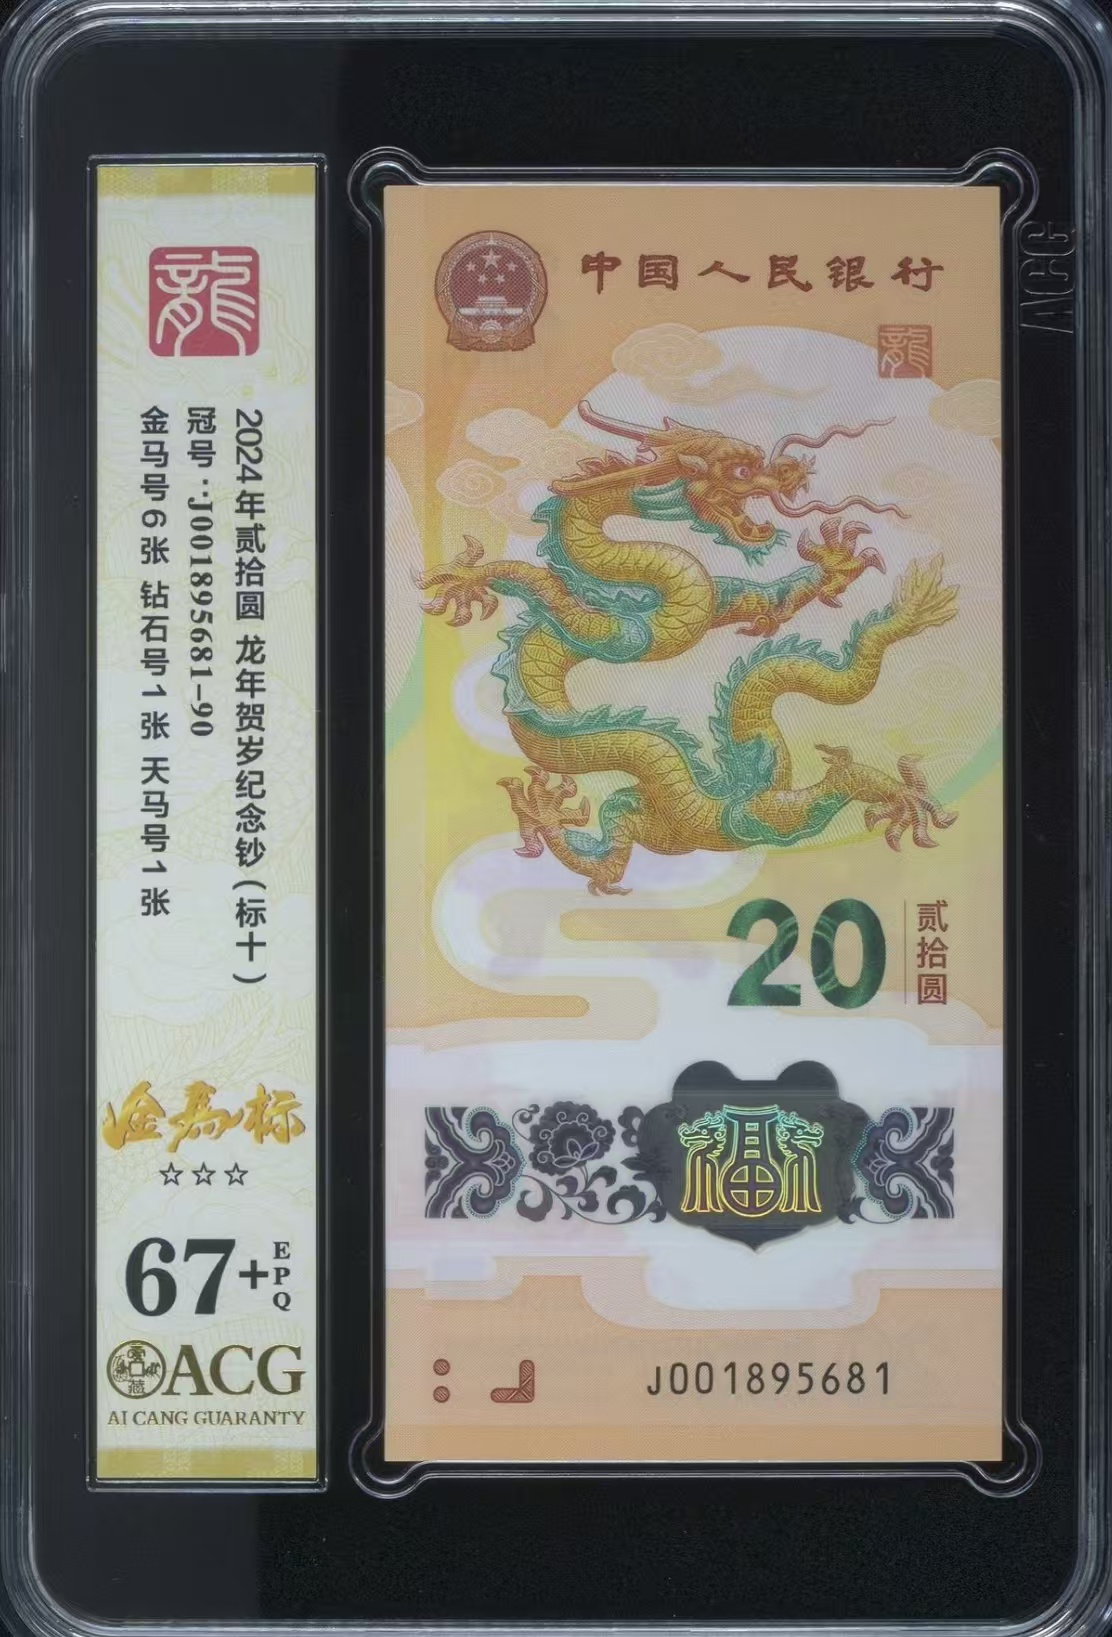 龍
2024年贰拾圆 龙年贺岁纪念钞(标十)
冠号:J001895681-90
金马号6张 钻石号1张 天马号1张
金马标
☆☆☆
67+EPQ
ACG
AI CANG GUARANTY
中国人民银行
龍
20
贰拾圆
福
J001895681
ACG